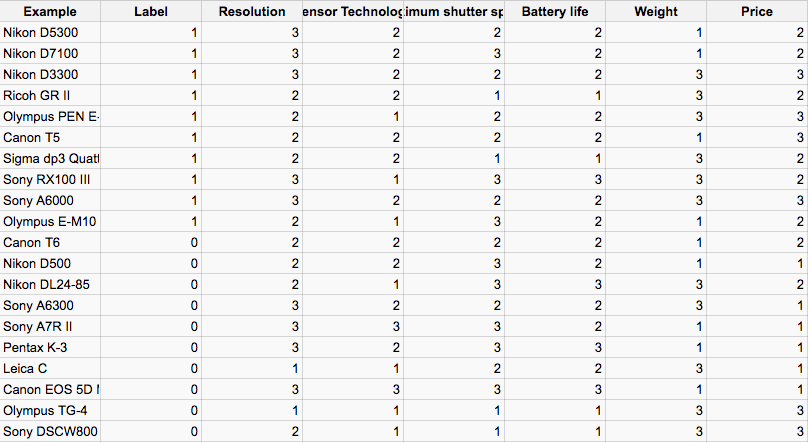 Example Label Resolution ensor Technolog imum shutter sp Battery life Weight Price
Nikon D5300 1 3 2 2 2 1 2
Nikon D7100 1 3 2 3 2 1 2
Nikon D3300 1 3 2 2 2 3 3
Ricoh GR II 1 2 2 1 1 3 2
Olympus PEN E- 1 2 1 2 2 3 3
Canon T5 1 2 2 2 2 1 3
Sigma dp3 Quatt 1 2 2 1 1 3 2
Sony RX100 III 1 3 1 3 3 3 2
Sony A6000 1 3 2 2 2 3 3
Olympus E-M10 1 2 1 3 2 1 2
Canon T6 0 2 2 2 2 1 2
Nikon D500 0 2 2 3 2 1 1
Nikon DL24-85 0 2 1 3 3 3 2
Sony A6300 0 3 2 2 2 3 1
Sony A7R II 0 3 3 3 2 1 1
Pentax K-3 0 3 2 3 3 1 1
Leica C 0 1 1 2 2 3 1
Canon EOS 5D 0 3 3 3 3 1 1
Olympus TG-4 0 1 1 1 1 3 3
Sony DSCW800 0 2 1 1 1 3 3